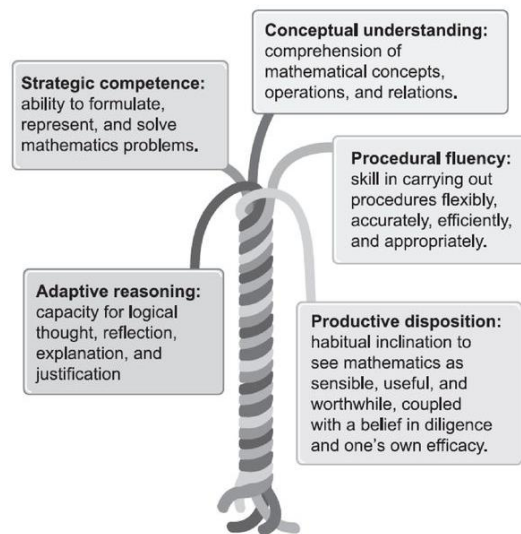 Conceptual understanding:
comprehension of
mathematical concepts,
operations, and relations.
Strategic competence:
ability to formulate,
represent, and solve
mathematics problems.
Procedural fluency:
skill in carrying out
procedures flexibly,
accurately, efficiently,
and appropriately.
Adaptive reasoning:
capacity for logical
thought, reflection,
explanation, and
justification
Productive disposition:
habitual inclination to
see mathematics as
sensible, useful, and
worthwhile, coupled
with a belief in diligence
and one's own efficacy.